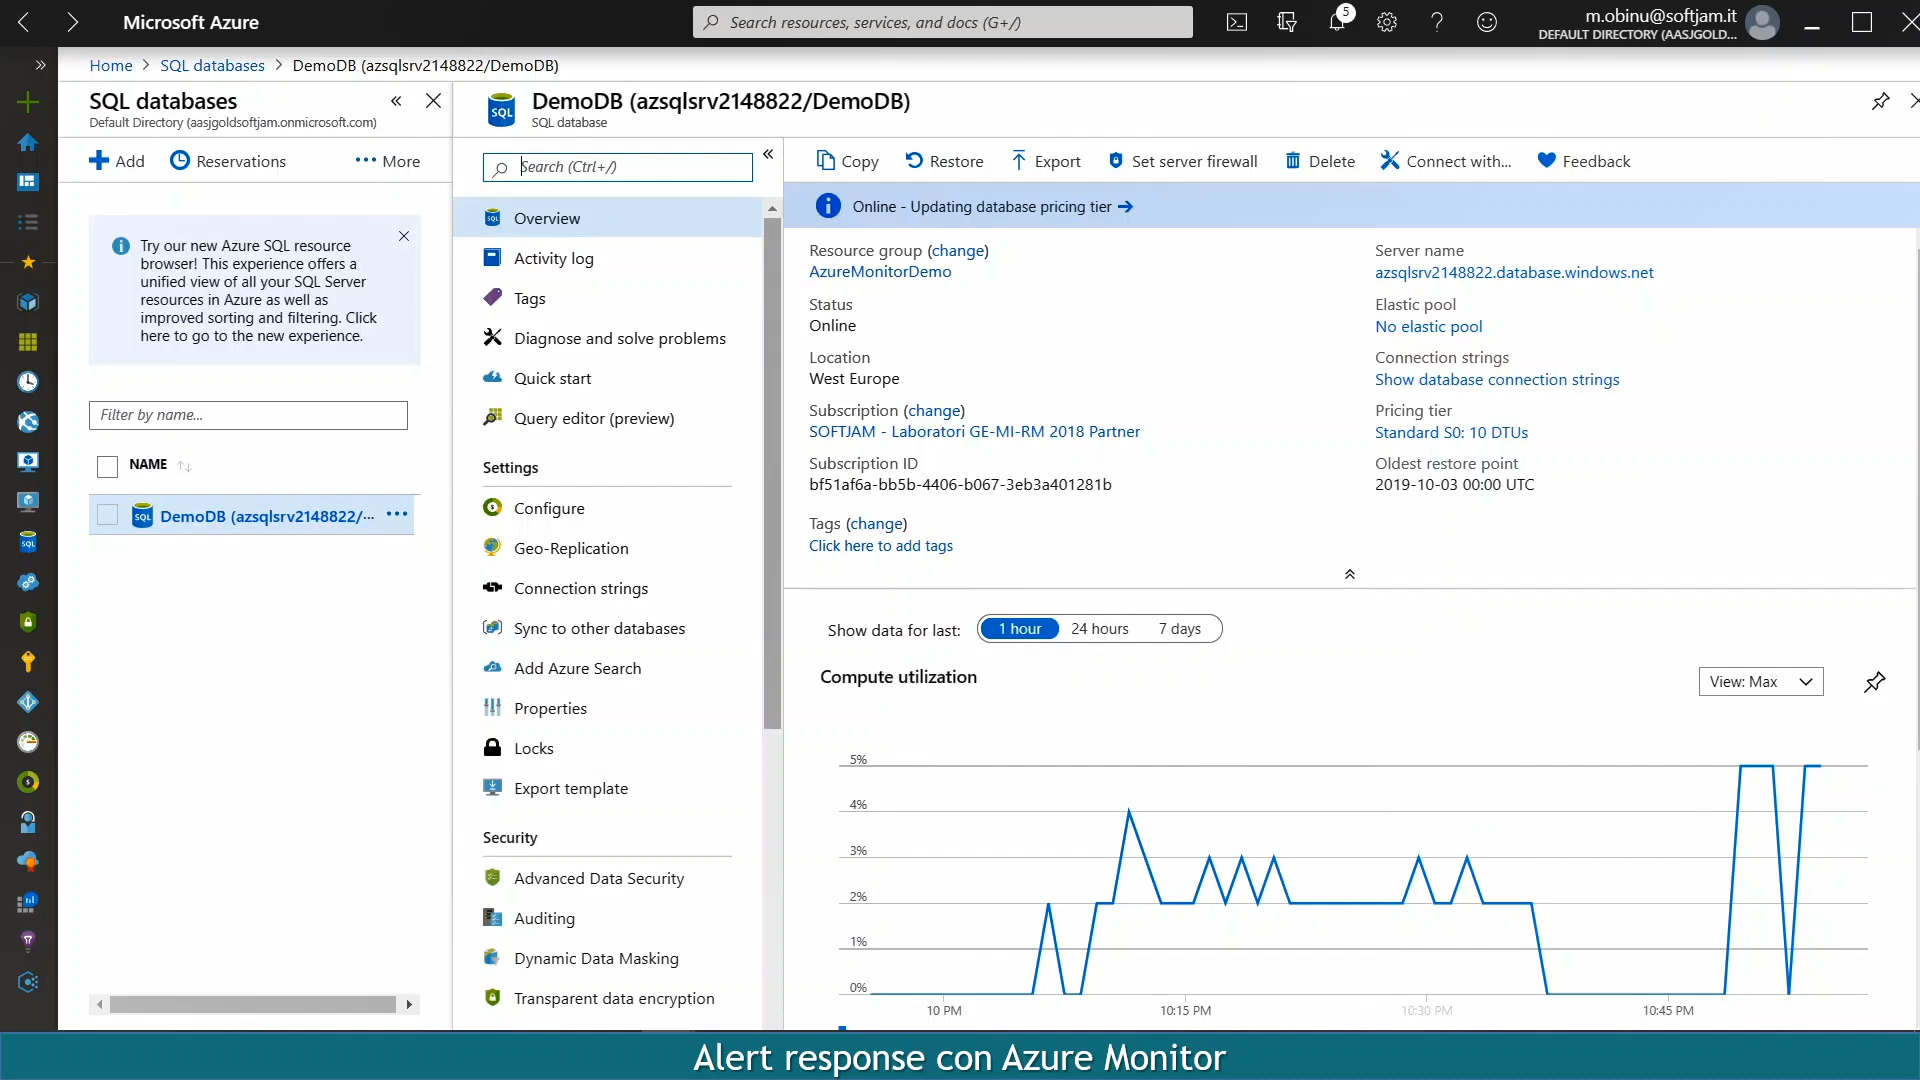 Microsoft Azure
Search resources, services, and docs (G+/)
5
m.obinu@softjam.it
DEFAULT DIRECTORY (AASJGOLD...
Home > SQL databases > DemoDB (azsqlsrv2148822/DemoDB)
SQL databases
Default Directory (aasjgoldsoftjam.onmicrosoft.com)
Add
Reservations
More
Try our new Azure SQL resource
browser! This experience offers a
unified view of all your SQL Server
resources in Azure as well as
improved sorting and filtering. Click
here to go to the new experience.
Filter by name...
NAME
SQL
DemoDB (azsqlsrv2148822/...
SQL
DemoDB (azsqlsrv2148822/DemoDB)
SQL database
Search (Ctrl+/)
Overview
Activity log
Tags
Diagnose and solve problems
Quick start
Query editor (preview)
Settings
Configure
Geo-Replication
Connection strings
Sync to other databases
Add Azure Search
Properties
Locks
Export template
Security
Advanced Data Security
Auditing
Dynamic Data Masking
Transparent data encryption
Copy
Restore
Export
Set server firewall
Delete
Connect with...
Feedback
Online - Updating database pricing tier
Resource group (change)
AzureMonitorDemo
Status
Online
Location
West Europe
Subscription (change)
SOFTJAM - Laboratori GE-MI-RM 2018 Partner
Subscription ID
bf51af6a-bb5b-4406-b067-3eb3a401281b
Tags (change)
Click here to add tags
Server name
azsqlsrv2148822.database.windows.net
Elastic pool
No elastic pool
Connection strings
Show database connection strings
Pricing tier
Standard S0: 10 DTUs
Oldest restore point
2019-10-03 00:00 UTC
Show data for last:
1 hour
24 hours
7 days
Compute utilization
View: Max
5%
4%
3%
2%
1%
0%
10 PM
10:15 PM
10:30 PM
10:45 PM
Alert response con Azure Monitor